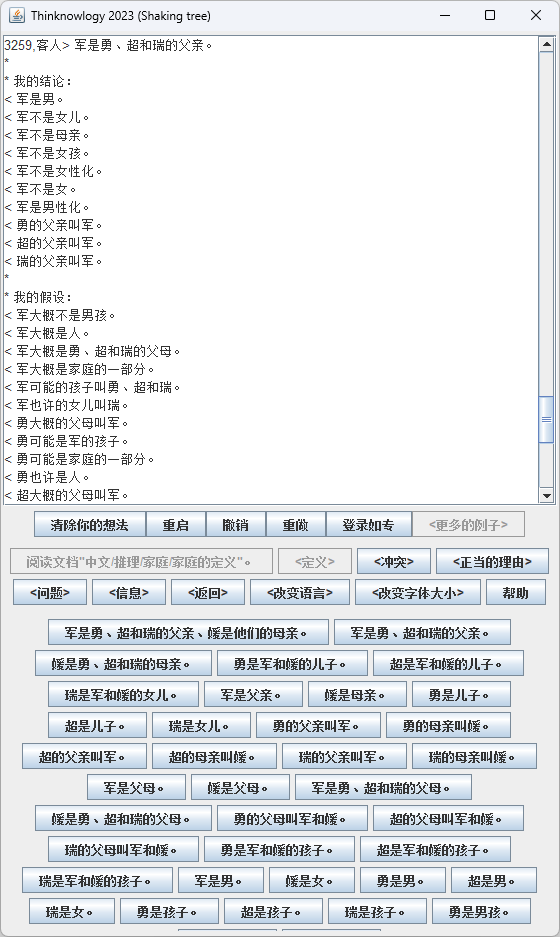 Thinknowlogy 2023 (Shaking tree)
3259,客人> 军是勇、超和瑞的父亲。
*
* 我的结论：
< 军是男。
< 军不是女儿。
< 军不是母亲。
< 军不是女孩。
< 军不是女性化。
< 军不是女。
< 军是男性化。
< 勇的父亲叫军。
< 超的父亲叫军。
< 瑞的父亲叫军。
*
* 我的假设：
< 军大概不是男孩。
< 军大概是人。
< 军大概是勇、超和瑞的父母。
< 军大概是家庭的一部分。
< 军可能的孩子叫勇、超和瑞。
< 军也许的女儿叫瑞。
< 勇大概的父母叫军。
< 勇可能是军的孩子。
< 勇可能是家庭的一部分。
< 勇也许是人。
< 超大概的父母叫军。
清除你的想法 重启 撤销 重做 登录如专 <更多的例子>
阅读文档"中文/推理/家庭/家庭的定义"。 <定义> <冲突> <正当的理由>
<问题> <信息> <返回> <改变语言> <改变字体大小> 帮助
军是勇、超和瑞的父亲、媛是他们的母亲。 军是勇、超和瑞的父亲。
媛是勇、超和瑞的母亲。 勇是军和媛的儿子。 超是军和媛的儿子。
瑞是军和媛的女儿。 军是父亲。 媛是母亲。 勇是儿子。
超是儿子。 瑞是女儿。 勇的父亲叫军。 勇的母亲叫媛。
超的父亲叫军。 超的母亲叫媛。 瑞的父亲叫军。 瑞的母亲叫媛。
军是父母。 媛是父母。 军是勇、超和瑞的父母。
媛是勇、超和瑞的父母。 勇的父母叫军和媛。 超的父母叫军和媛。
瑞的父母叫军和媛。 勇是军和媛的孩子。 超是军和媛的孩子。
瑞是军和媛的孩子。 军是男。 媛是女。 勇是男。 超是男。
瑞是女。 勇是孩子。 超是孩子。 瑞是孩子。 勇是男孩。